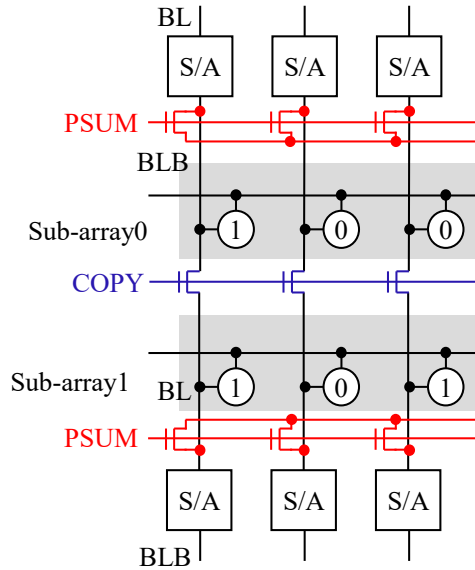 BL
S/A S/A S/A
PSUM
BLB
Sub-array0 1 0 0
COPY
Sub-array1 BL 1 0 1
PSUM
S/A S/A S/A
BLB